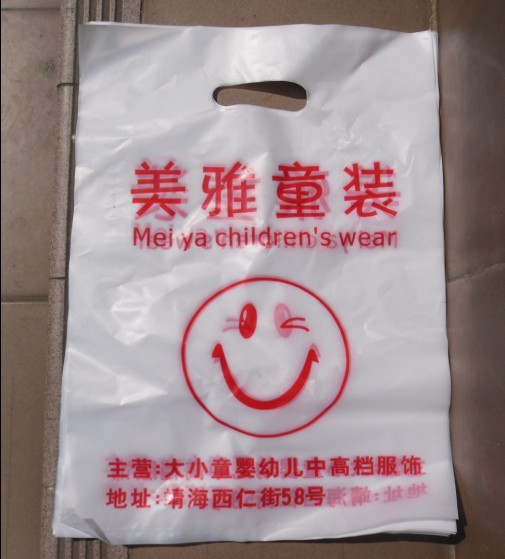 美雅童装
Mei ya children's wear
主营:大小童婴幼儿中高档服饰
地址:靖海西仁街58号